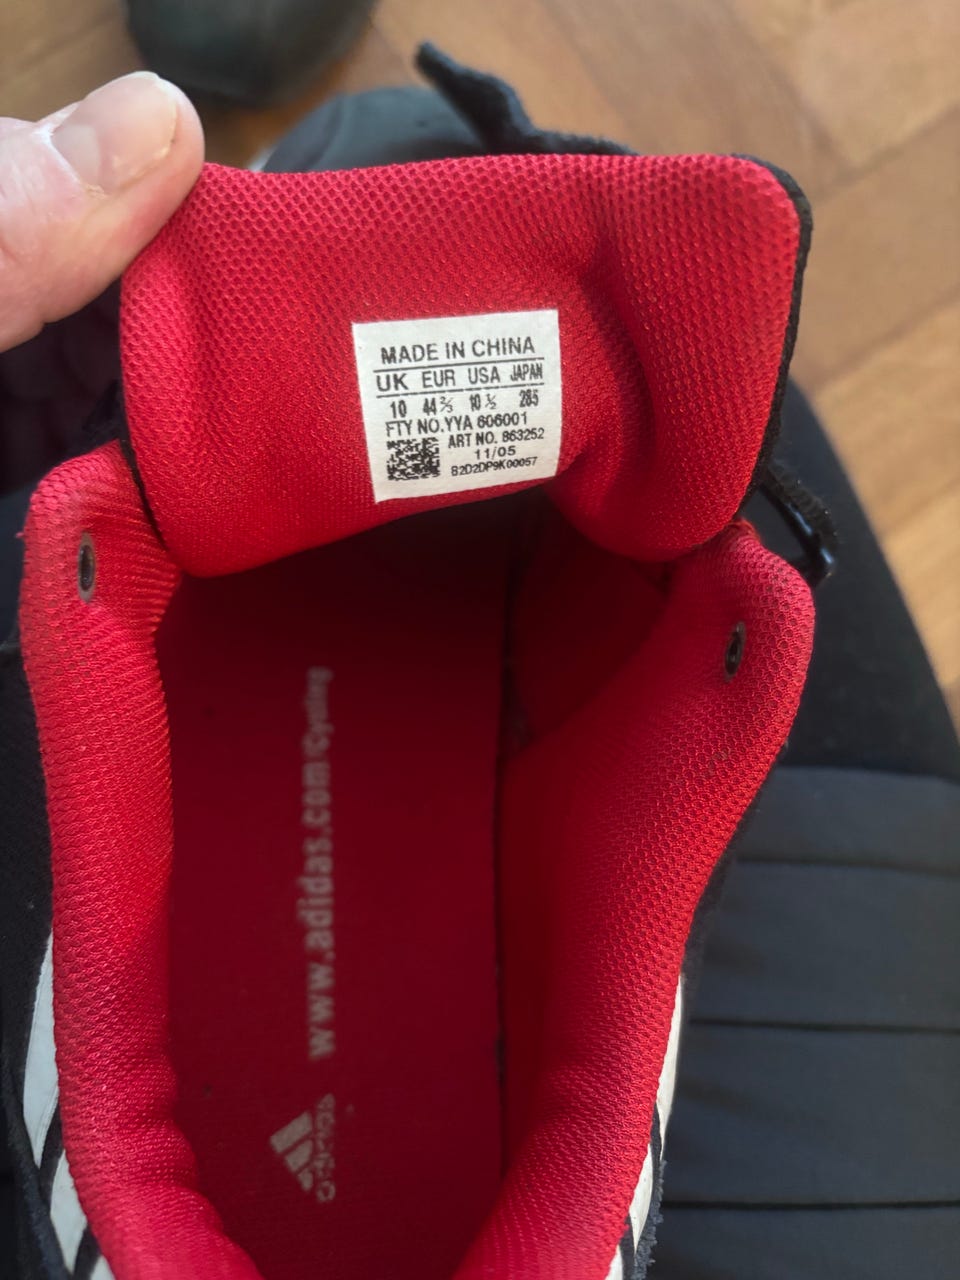 MADE IN CHINA
UK EUR USA JAPAN
10 44⅔ 10½ 285
FTY NO.YYA 606001
ART NO. 863252
11/05
B2D2DP9K00057
www.adidas.com/Cycling
adidas